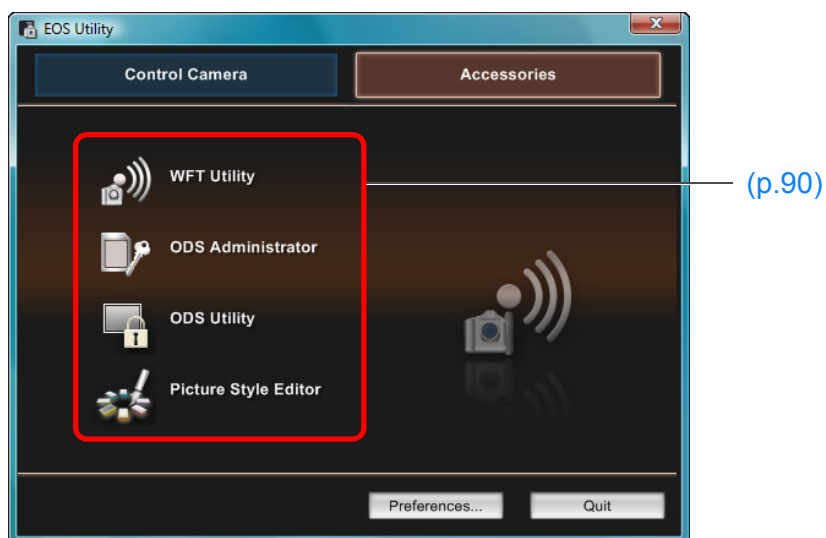 EOS Utility
Control Camera
Accessories
WFT Utility
(p.90)
ODS Administrator
ODS Utility
Picture Style Editor
Preferences...
Quit